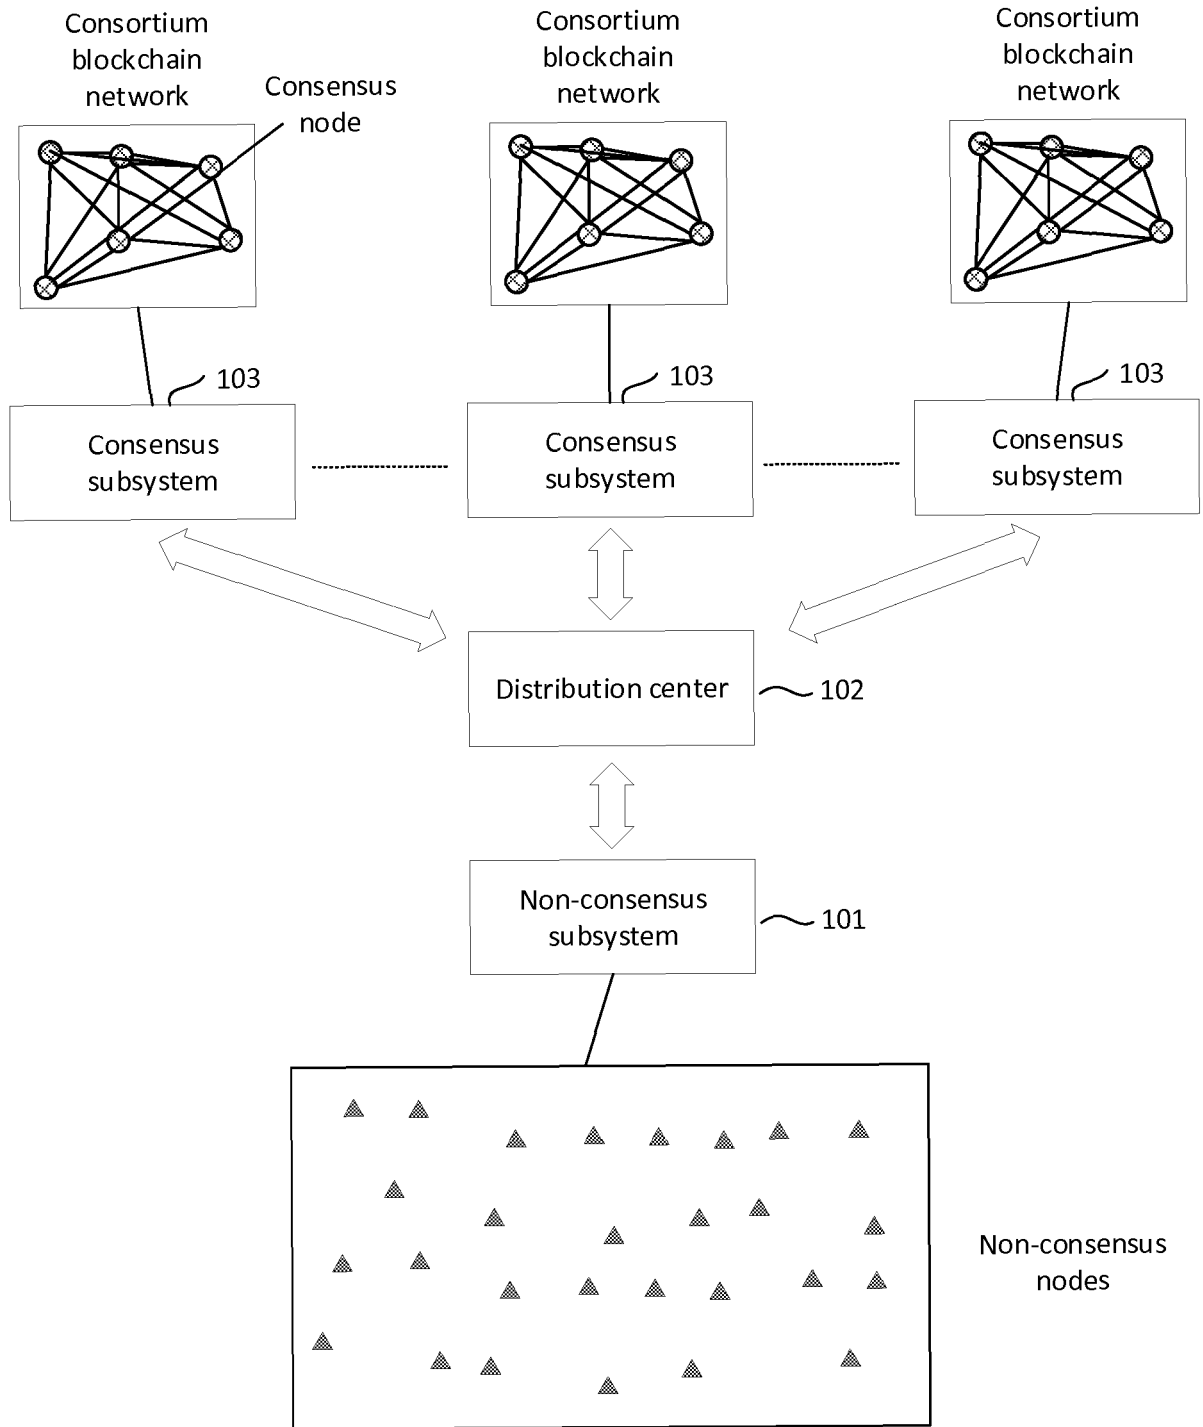 Consortium
blockchain
network
Consortium
blockchain
network
Consortium
blockchain
network
Consensus
node
103
103
103
Consensus
subsystem
Consensus
subsystem
Consensus
subsystem
Distribution center
102
Non-consensus
subsystem
101
Non-consensus
nodes